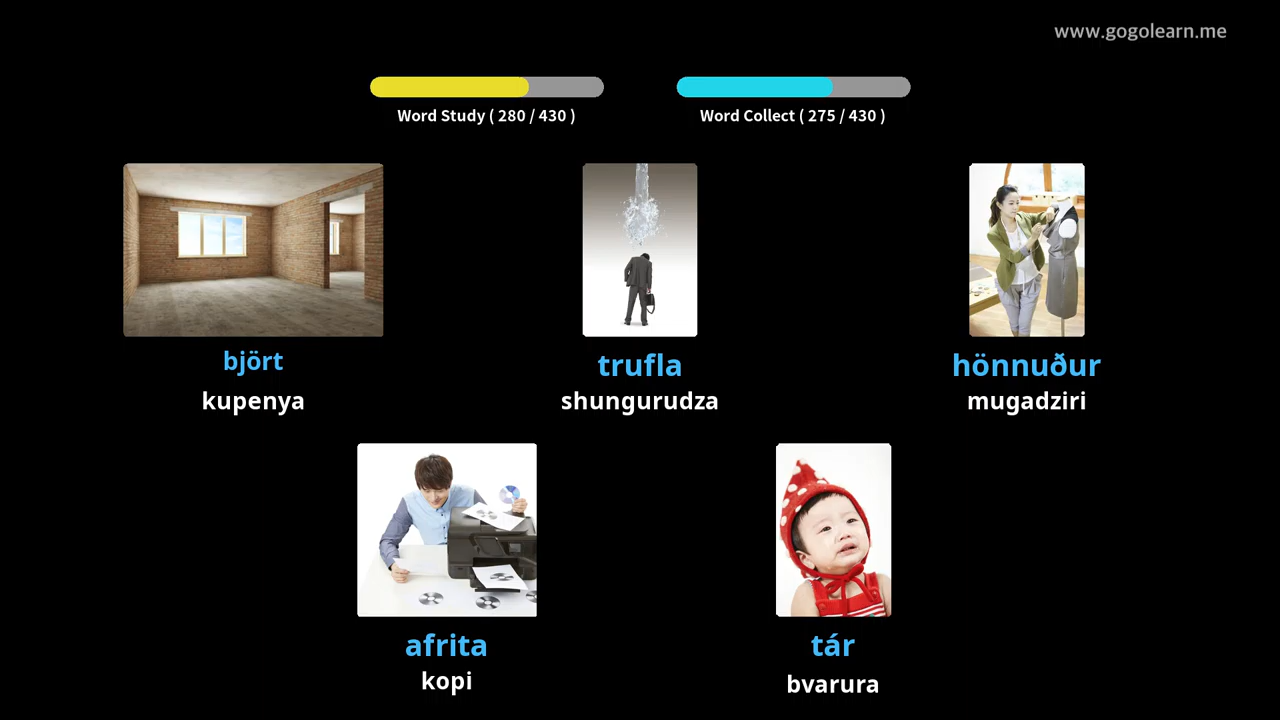 www.gogolearn.me
Word Study ( 280 / 430 )
Word Collect ( 275 / 430 )
björt
kupenya
trufla
shungurudza
hönnuður
mugadziri
afrita
kopi
tár
bvarura